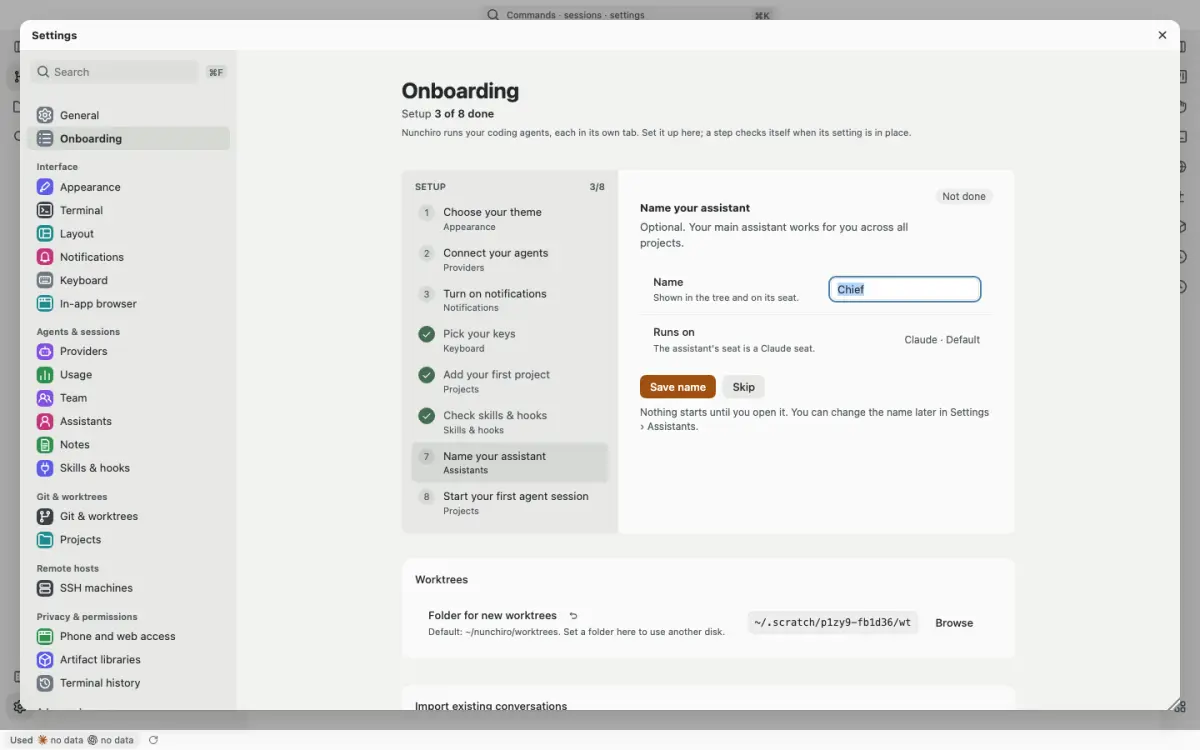 Commands · sessions · settings
⌘K
Settings
Search
⌘F
General
Onboarding
Interface
Appearance
Terminal
Layout
Notifications
Keyboard
In-app browser
Agents & sessions
Providers
Usage
Team
Assistants
Notes
Skills & hooks
Git & worktrees
Git & worktrees
Projects
Remote hosts
SSH machines
Privacy & permissions
Phone and web access
Artifact libraries
Terminal history
Onboarding
Setup 3 of 8 done
Nunchiro runs your coding agents, each in its own tab. Set it up here; a step checks itself when its setting is in place.
SETUP
3/8
1
Choose your theme
Appearance
2
Connect your agents
Providers
3
Turn on notifications
Notifications
Pick your keys
Keyboard
Add your first project
Projects
Check skills & hooks
Skills & hooks
7
Name your assistant
Assistants
8
Start your first agent session
Projects
Not done
Name your assistant
Optional. Your main assistant works for you across all
projects.
Name
Shown in the tree and on its seat.
Chief
Runs on
The assistant's seat is a Claude seat.
Claude · Default
Save name
Skip
Nothing starts until you open it. You can change the name later in Settings
› Assistants.
Worktrees
Folder for new worktrees
Default: ~/nunchiro/worktrees. Set a folder here to use another disk.
~/.scratch/p1zy9-fb1d36/wt
Browse
Import existing conversations
Used
no data
no data